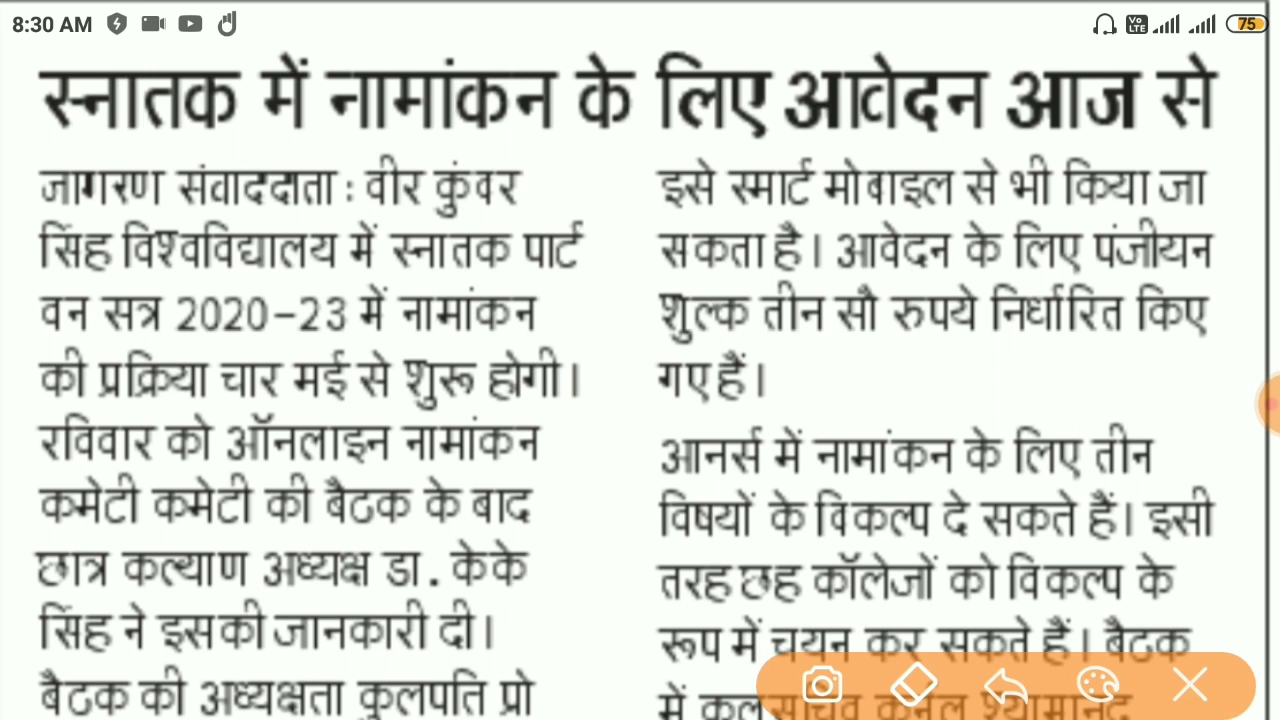 8:30 AM
Vo
LTE
75
स्नातक में नामांकन के लिए आवेदन आज से
जागरण संवाददाता : वीर कुंवर
सिंह विश्वविद्यालय में स्नातक पार्ट
वन सत्र 2020-23 में नामांकन
की प्रक्रिया चार मई से शुरू होगी।
रविवार को ऑनलाइन नामांकन
कमेटी कमेटी की बैठक के बाद
छात्र कल्याण अध्यक्ष डा. केके
सिंह ने इसकी जानकारी दी।
बैठक की अध्यक्षता कुलपति प्रो
इसे स्मार्ट मोबाइल से भी किया जा
सकता है। आवेदन के लिए पंजीयन
शुल्क तीन सौ रुपये निर्धारित किए
गए हैं।
आनर्स में नामांकन के लिए तीन
विषयों के विकल्प दे सकते हैं। इसी
तरह छह कॉलेजों को विकल्प के
रूप में चयन कर सकते हैं। बैठक
में